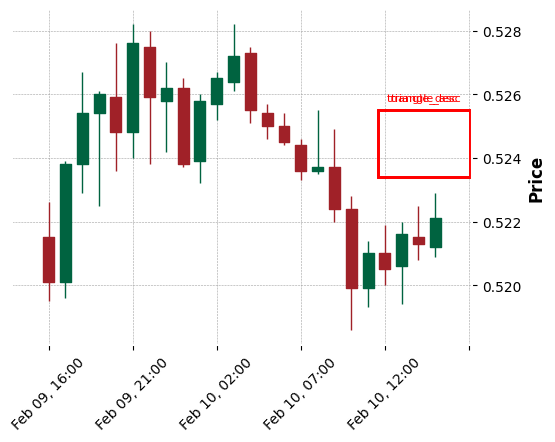 0.528
0.526
0.524
0.522
0.520
Price
triangle_desc
Feb 09, 16:00
Feb 09, 21:00
Feb 10, 02:00
Feb 10, 07:00
Feb 10, 12:00